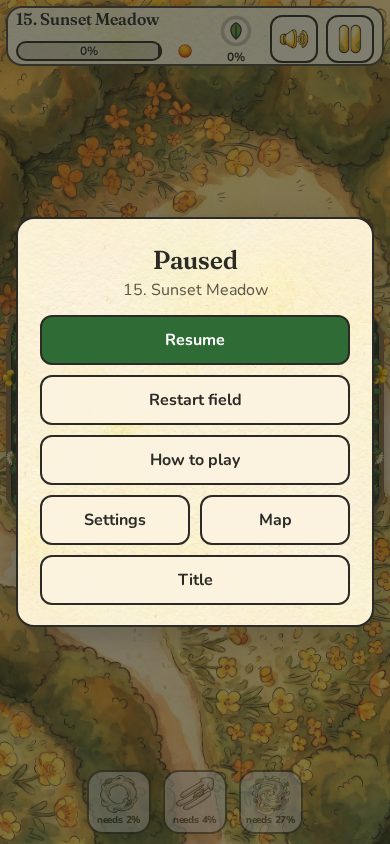 15. Sunset Meadow
0%
0%
Paused
15. Sunset Meadow
Resume
Restart field
How to play
Settings
Map
Title
needs 2%
needs 4%
needs 27%